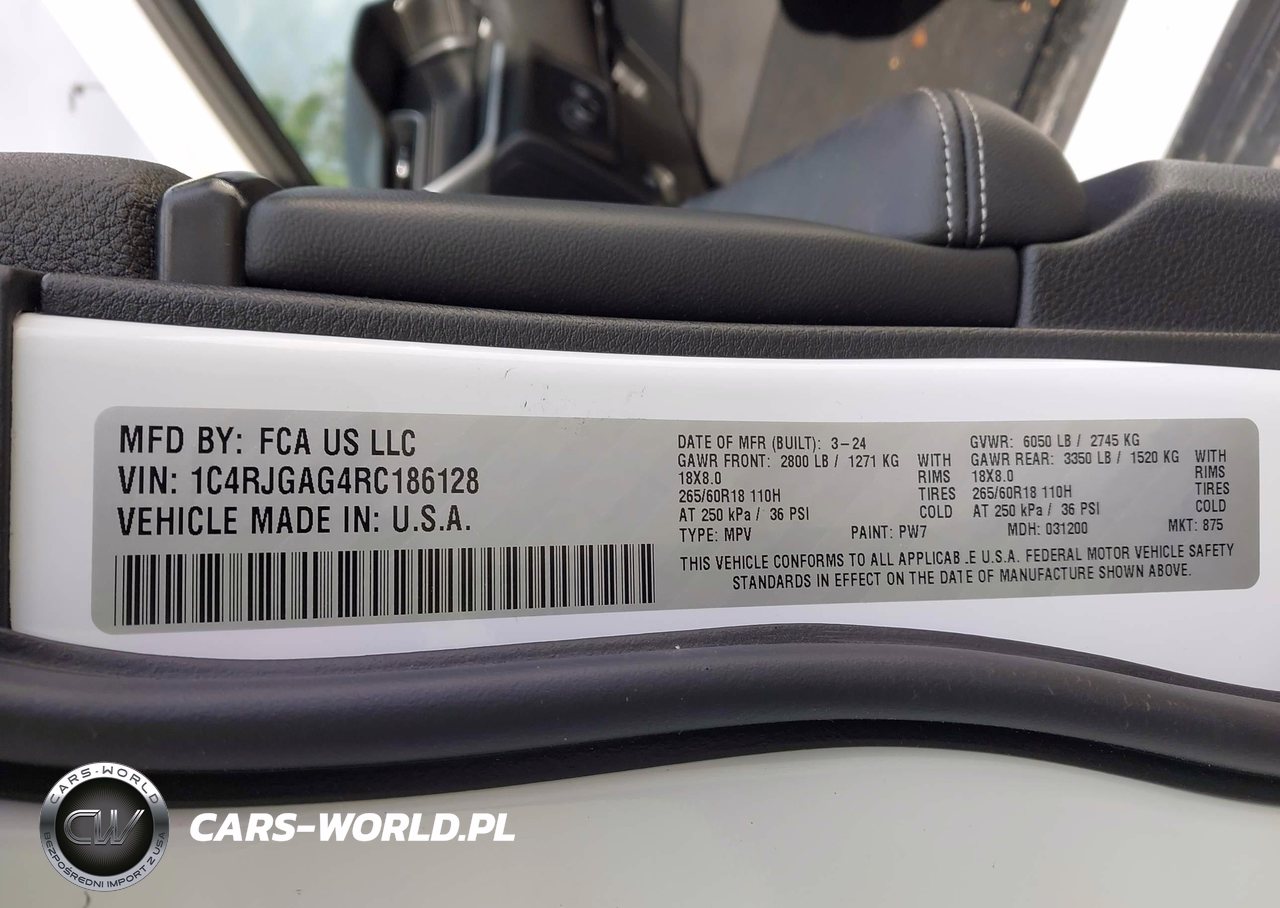 MFD BY: FCA US LLC
VIN: 1C4RJGAG4RC186128
VEHICLE MADE IN: U.S.A.
DATE OF MFR (BUILT): 3-24
GAWR FRONT: 2800 LB / 1271 KG WITH
18X8.0 RIMS
265/60R18 110H TIRES
AT 250 kPa / 36 PSI COLD
TYPE: MPV PAINT: PW7
GVWR: 6050 LB / 2745 KG
GAWR REAR: 3350 LB / 1520 KG WITH
18X8.0 RIMS
265/60R18 110H TIRES
AT 250 kPa / 36 PSI COLD
MDH: 031200 MKT: 875
THIS VEHICLE CONFORMS TO ALL APPLICAB .E U.S.A. FEDERAL MOTOR VEHICLE SAFETY
STANDARDS IN EFFECT ON THE DATE OF MANUFACTURE SHOWN ABOVE.
CARS-WORLD
CW
BEZPOŚREDNI IMPORT Z USA
CARS-WORLD.PL